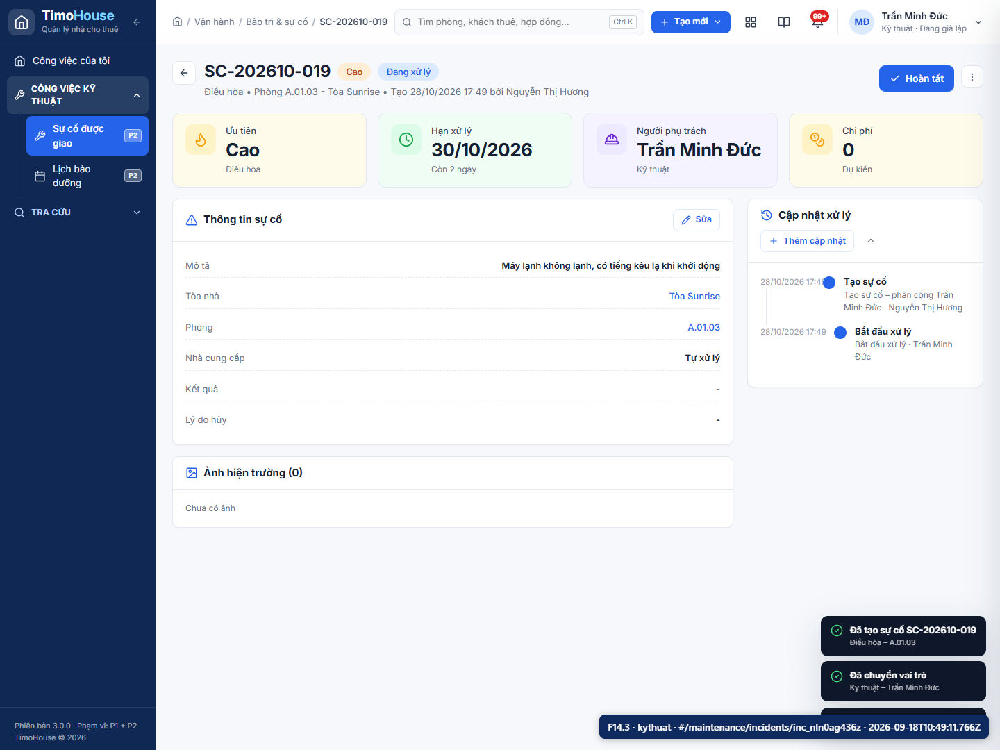 TimoHouse
Quản lý nhà cho thuê
Công việc của tôi
CÔNG VIỆC KỸ
THUẬT
Sự cố được
giao
P2
Lịch bảo
dưỡng
P2
TRA CỨU
Phiên bản 3.0.0 · Phạm vi: P1 + P2
TimoHouse © 2026
/ Vận hành / Bảo trì & sự cố / SC-202610-019
Tìm phòng, khách thuê, hợp đồng...
Ctrl K
Tạo mới
99+
MĐ
Trần Minh Đức
Kỹ thuật · Đang giả lập
SC-202610-019
Cao
Đang xử lý
Điều hòa • Phòng A.01.03 - Tòa Sunrise • Tạo 28/10/2026 17:49 bởi Nguyễn Thị Hương
Hoàn tất
Ưu tiên
Cao
Điều hòa
Hạn xử lý
30/10/2026
Còn 2 ngày
Người phụ trách
Trần Minh Đức
Kỹ thuật
Chi phí
0
Dự kiến
Thông tin sự cố
Sửa
Mô tả
Máy lạnh không lạnh, có tiếng kêu lạ khi khởi động
Tòa nhà
Tòa Sunrise
Phòng
A.01.03
Nhà cung cấp
Tự xử lý
Kết quả
-
Lý do hủy
-
Ảnh hiện trường (0)
Chưa có ảnh
Cập nhật xử lý
Thêm cập nhật
28/10/2026 17:49
Tạo sự cố
Tạo sự cố – phân công Trần
Minh Đức · Nguyễn Thị Hương
28/10/2026 17:49
Bắt đầu xử lý
Bắt đầu xử lý · Trần Minh
Đức
Đã tạo sự cố SC-202610-019
Điều hòa – A.01.03
Đã chuyển vai trò
Kỹ thuật – Trần Minh Đức
F14.3 · kythuat · #/maintenance/incidents/inc_nln0ag436z · 2026-09-18T10:49:11.766Z